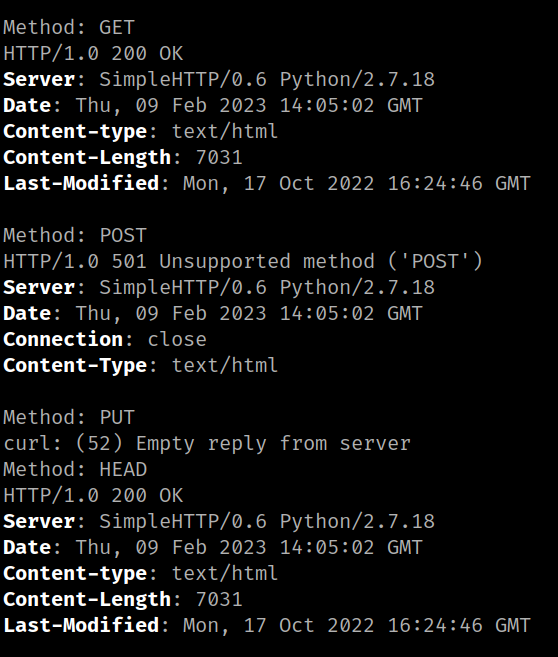 Method: GET
HTTP/1.0 200 OK
Server: SimpleHTTP/0.6 Python/2.7.18
Date: Thu, 09 Feb 2023 14:05:02 GMT
Content-type: text/html
Content-Length: 7031
Last-Modified: Mon, 17 Oct 2022 16:24:46 GMT
Method: POST
HTTP/1.0 501 Unsupported method ('POST')
Server: SimpleHTTP/0.6 Python/2.7.18
Date: Thu, 09 Feb 2023 14:05:02 GMT
Connection: close
Content-Type: text/html
Method: PUT
curl: (52) Empty reply from server
Method: HEAD
HTTP/1.0 200 OK
Server: SimpleHTTP/0.6 Python/2.7.18
Date: Thu, 09 Feb 2023 14:05:02 GMT
Content-type: text/html
Content-Length: 7031
Last-Modified: Mon, 17 Oct 2022 16:24:46 GMT